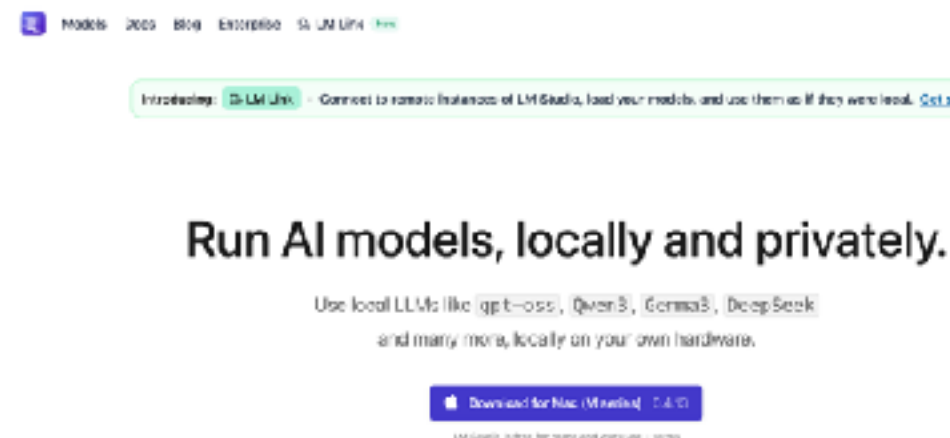 Models Docs Blog Enterprise LM Link New
Introducing: LM Link - Connect to remote instances of LM Studio, load your models, and use them as if they were local. Get s
Run AI models, locally and privately.
Use local LLMs like gpt-oss, Qwen3, Gemma3, DeepSeek
and many more, locally on your own hardware.
Download for Mac (M series)